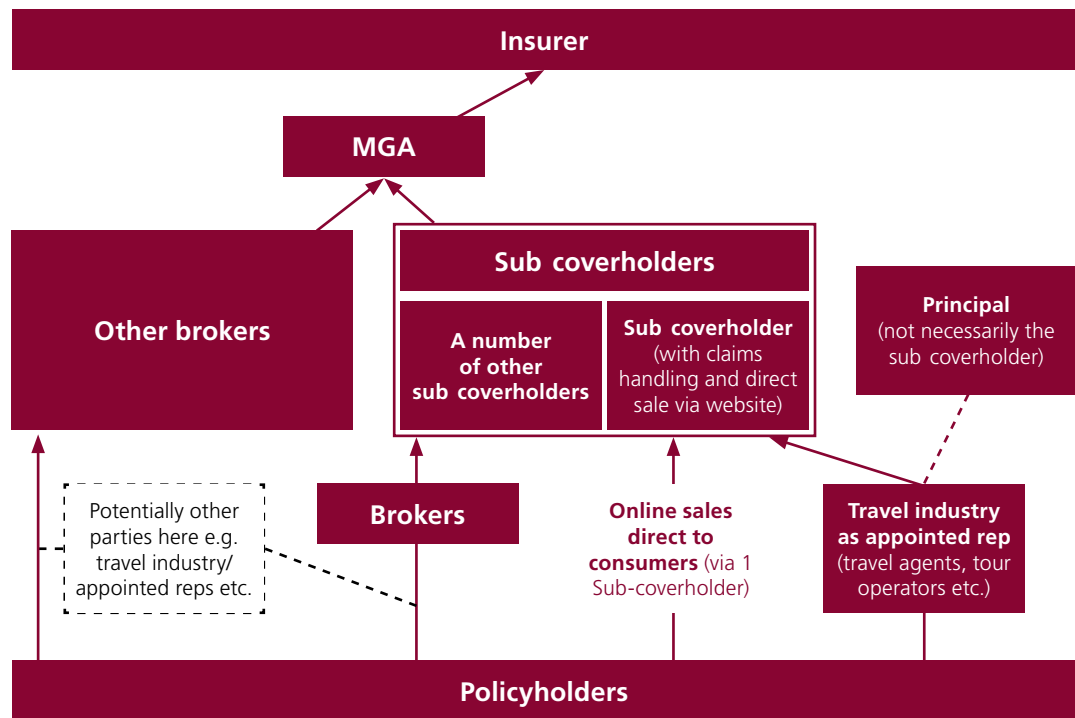 Insurer
MGA
Other brokers
Sub coverholders
A number
of other
sub coverholders
Sub coverholder
(with claims
handling and direct
sale via website)
Principal
(not necessarily the
sub coverholder)
Potentially other
parties here e.g.
travel industry/
appointed reps etc.
Brokers
Online sales
direct to
consumers (via 1
Sub-coverholder)
Travel industry
as appointed rep
(travel agents, tour
operators etc.)
Policyholders